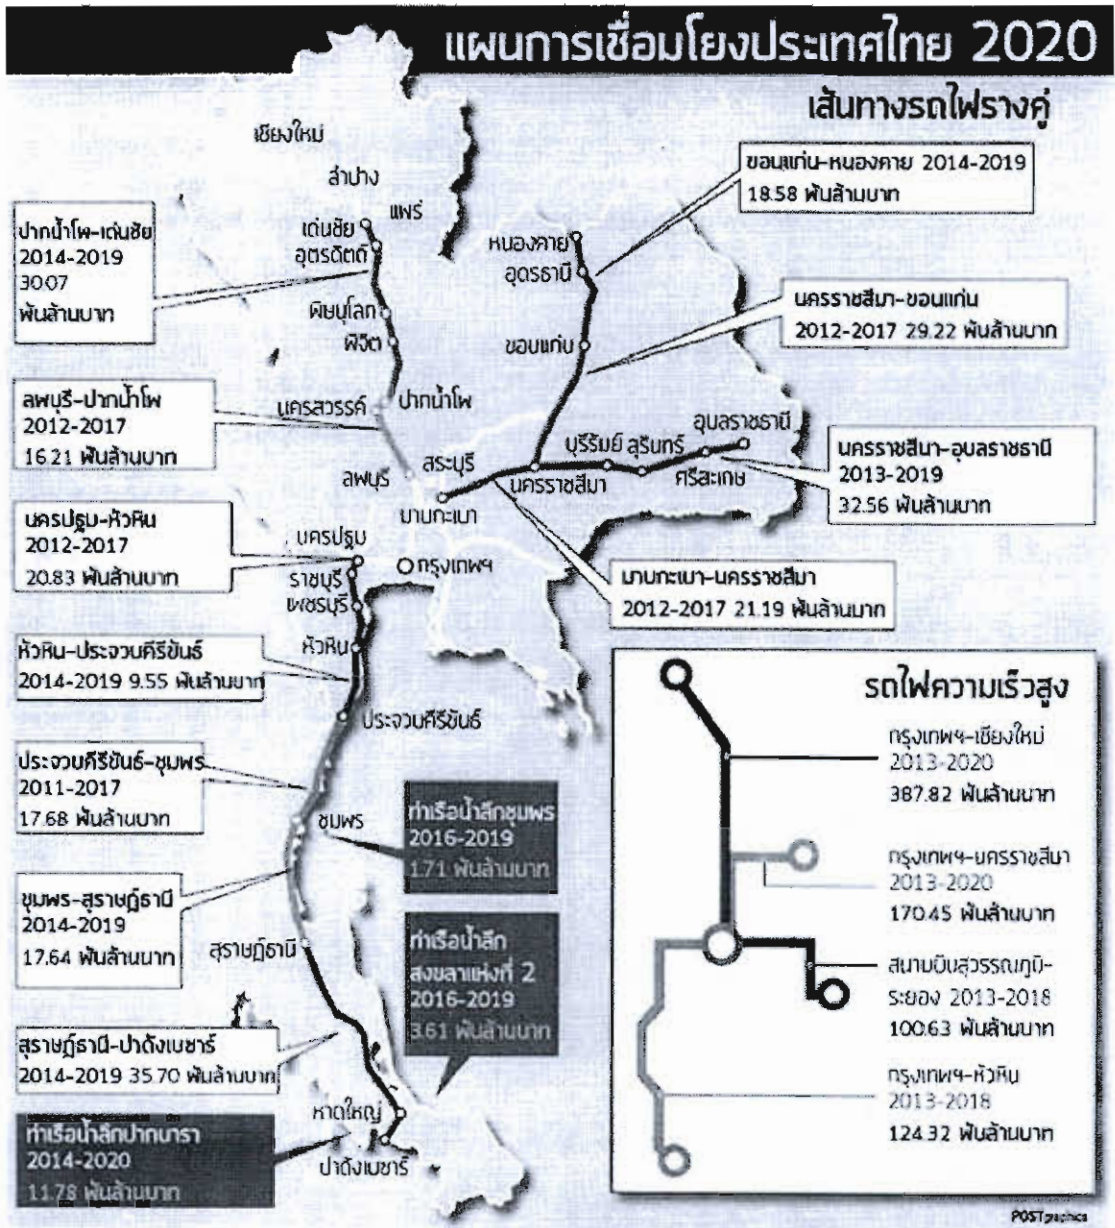 แผนการเชื่อมโยงประเทศไทย 2020
เส้นทางรถไฟรางคู่
เชียงใหม่
ลำปาง
แพร่
เด่นชัย
อุตรดิตถ์
พิษณุโลก
พิจิต
นครสวรรค์
ปากน้ำโพ
ลพบุรี
สระบุรี
มาบกะเบา
หนองคาย
อุดรธานี
ขอนแก่น
นครราชสีมา
บุรีรัมย์ สุรินทร์
อุบลราชธานี
ศรีสะเกษ
นครปฐม
กรุงเทพฯ
ราชบุรี
เพชรบุรี
หัวหิน
ประจวบคีรีขันธ์
ชุมพร
สุราษฎ์ธานี
หาดใหญ่
ปาดังเบซาร์
ปากน้ำโพ-เด่นชัย
2014-2019
30.07
พันล้านบาท
ลพบุรี-ปากน้ำโพ
2012-2017
16.21 พันล้านบาท
นครปฐม-หัวหิน
2012-2017
20.83 พันล้านบาท
หัวหิน-ประจวบคีรีขันธ์
2014-2019 9.55 พันล้านบาท
ประจวบคีรีขันธ์-ชุมพร
2011-2017
17.68 พันล้านบาท
ชุมพร-สุราษฎ์ธานี
2014-2019
17.64 พันล้านบาท
สุราษฎ์ธานี-ปาดังเบซาร์
2014-2019 35.70 พันล้านบาท
ท่าเรือน้ำลึกปากบารา
2014-2020
11.78 พันล้านบาท
ท่าเรือน้ำลึกชุมพร
2016-2019
1.71 พันล้านบาท
ท่าเรือน้ำลึก
สงขลาแห่งที่ 2
2016-2019
3.61 พันล้านบาท
ขอนแก่น-หนองคาย 2014-2019
18.58 พันล้านบาท
นครราชสีมา-ขอนแก่น
2012-2017 29.22 พันล้านบาท
นครราชสีมา-อุบลราชธานี
2013-2019
32.56 พันล้านบาท
มาบกะเบา-นครราชสีมา
2012-2017 21.19 พันล้านบาท
รถไฟความเร็วสูง
กรุงเทพฯ-เชียงใหม่
2013-2020
387.82 พันล้านบาท
กรุงเทพฯ-นครราชสีมา
2013-2020
170.45 พันล้านบาท
สนามบินสุวรรณภูมิ-
ระยอง 2013-2018
100.63 พันล้านบาท
กรุงเทพฯ-หัวหิน
2013-2018
124.32 พันล้านบาท
POSTgraphics